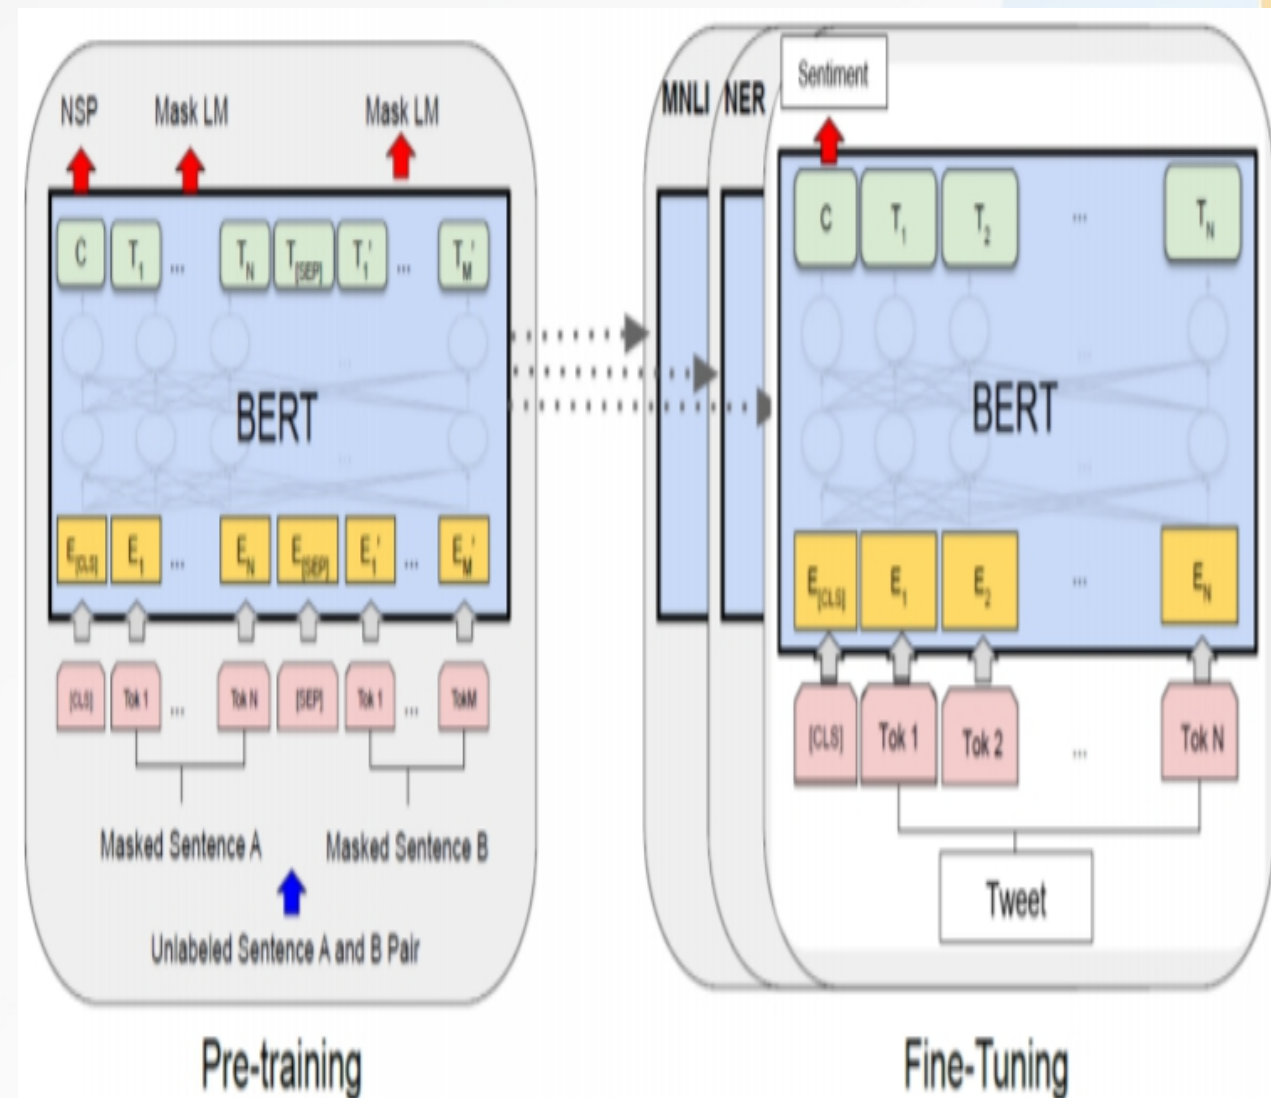 NSP Mask LM Mask LM
C T1 ... TN T[SEP] T1' ... TM'
BERT
E[CLS] E1 ... EN E[SEP] E1' ... EM'
[CLS] Tok 1 ... Tok N [SEP] Tok 1 ... TokM
Masked Sentence A Masked Sentence B
Unlabeled Sentence A and B Pair
Pre-training
MNLI NER Sentiment
C T1 T2 ... TN
BERT
E[CLS] E1 E2 ... EN
[CLS] Tok 1 Tok 2 ... Tok N
Tweet
Fine-Tuning